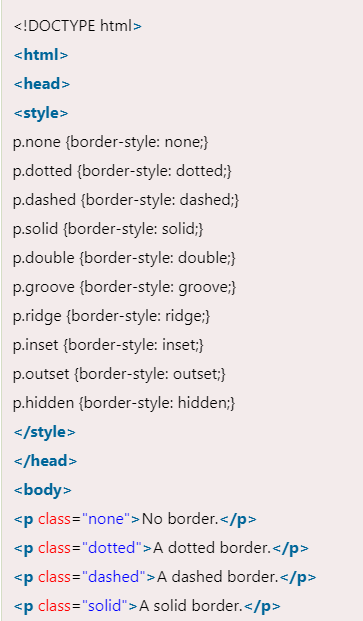 <!DOCTYPE html>
<html>
<head>
<style>
p.none {border-style: none;}
p.dotted {border-style: dotted;}
p.dashed {border-style: dashed;}
p.solid {border-style: solid;}
p.double {border-style: double;}
p.groove {border-style: groove;}
p.ridge {border-style: ridge;}
p.inset {border-style: inset;}
p.outset {border-style: outset;}
p.hidden {border-style: hidden;}
</style>
</head>
<body>
<p class="none">No border.</p>
<p class="dotted">A dotted border.</p>
<p class="dashed">A dashed border.</p>
<p class="solid">A solid border.</p>